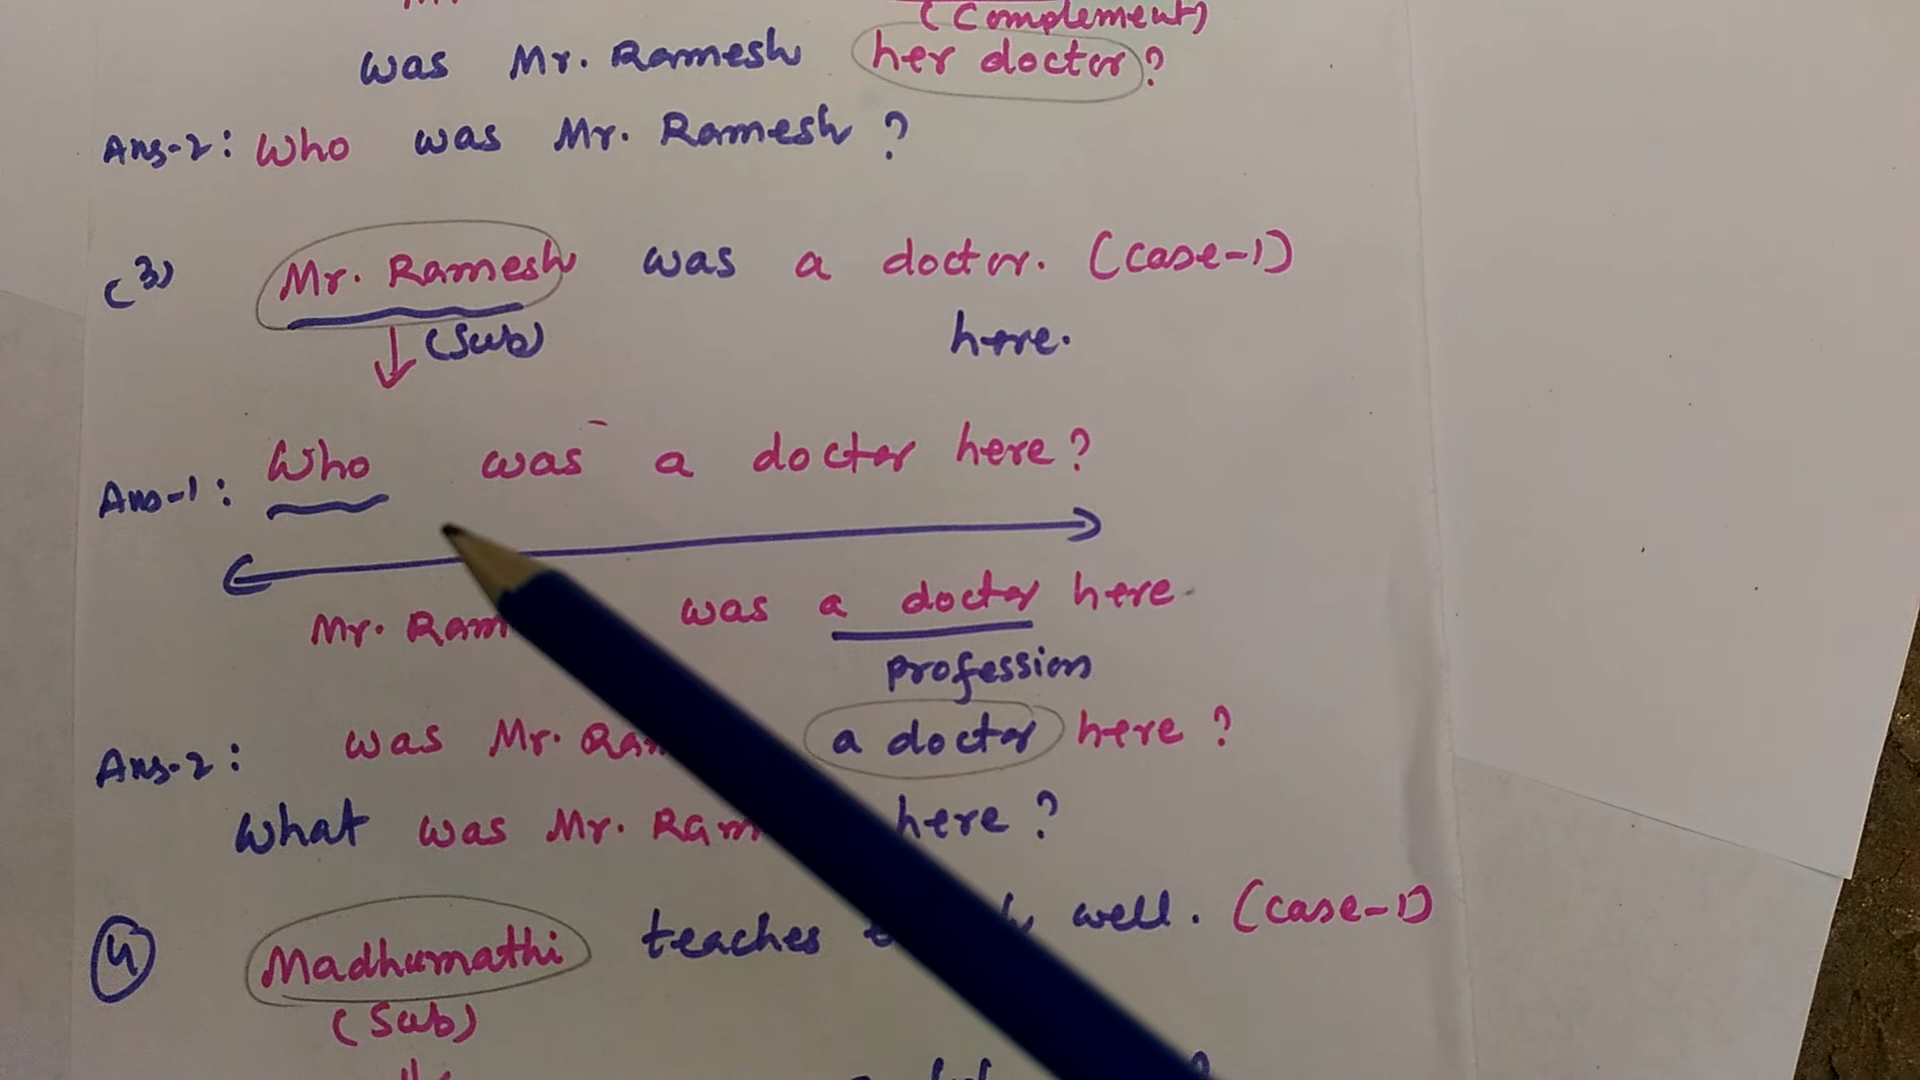 (Complement)
was Mr. Ramesh her doctor?
Ans-2: Who was Mr. Ramesh?
(3) Mr. Ramesh was a doctor. (case-1)
(Sub) here.
Ans-1: Who was a doctor here?
Mr. was a doctor here.
profession
Ans-2: was Mr. a doctor here?
What was Mr. here?
4 Madhumathi teaches well. (case-1)
(Sub)